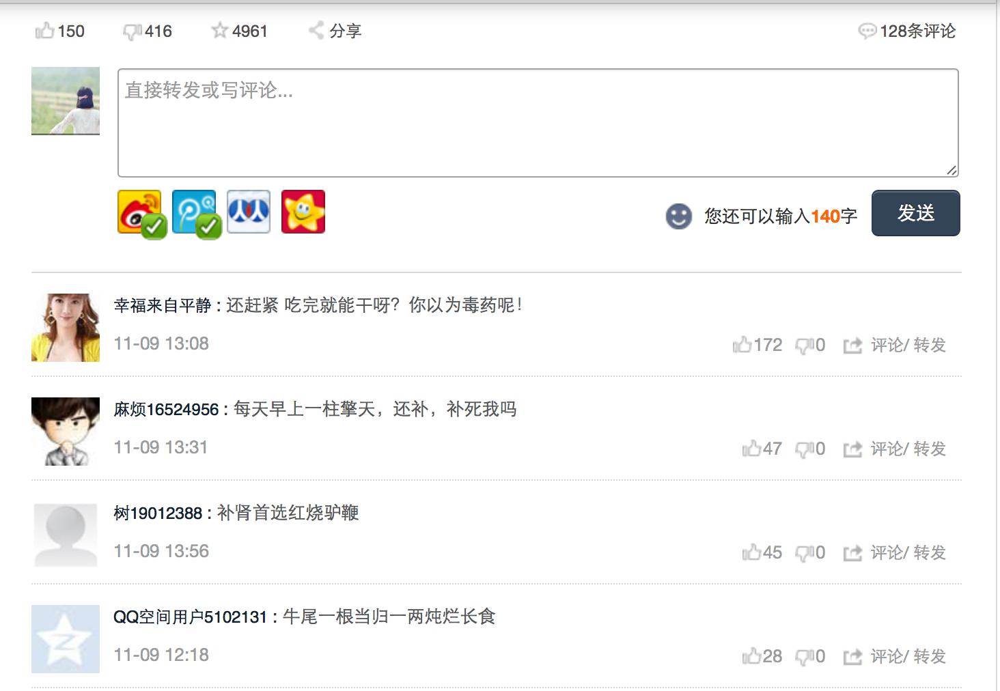 150 416 4961 分享 128条评论
直接转发或写评论...
您还可以输入140字 发送
幸福来自平静 : 还赶紧 吃完就能干呀？你以为毒药呢！
11-09 13:08 172 0 评论/ 转发
麻烦16524956 : 每天早上一柱擎天，还补，补死我吗
11-09 13:31 47 0 评论/ 转发
树19012388 : 补肾首选红烧驴鞭
11-09 13:56 45 0 评论/ 转发
QQ空间用户5102131 : 牛尾一根当归一两炖烂长食
11-09 12:18 28 0 评论/ 转发